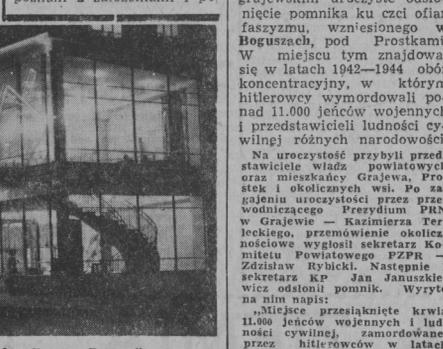 nięcie pomnika ku czci ofiar
faszyzmu, wzniesionego w
Boguszach, pod Prostkami
W miejscu tym znajdował
się w latach 1942—1944 obóz
koncentracyjny, w którym
hitlerowcy wymordowali po
nad 11.000 jeńców wojennych
i przedstawicieli ludności cy
wilnej różnych narodowości
Na uroczystość przybyli przed
stawiciele władz powiatowych
oraz mieszkańcy Grajewa, Pro
stek i okolicznych wsi. Po za
gajeniu uroczystości przez prze
wodniczącego Prezydium PRN
w Grajewie — Kazimierza Ter
leckiego, przemówienie okolicz
nościowe wygłosił sekretarz Ko
mitetu Powiatowego PZPR —
Zdzisław Rybicki. Następnie
sekretarz KP Jan Januszkie
wicz odsłonił pomnik. Wyryto
na nim napis:
„Miejsce przesiąknięte krwią
11.000 jeńców wojennych i lud
ności cywilnej, zamordowane
przez hitlerowców w latach